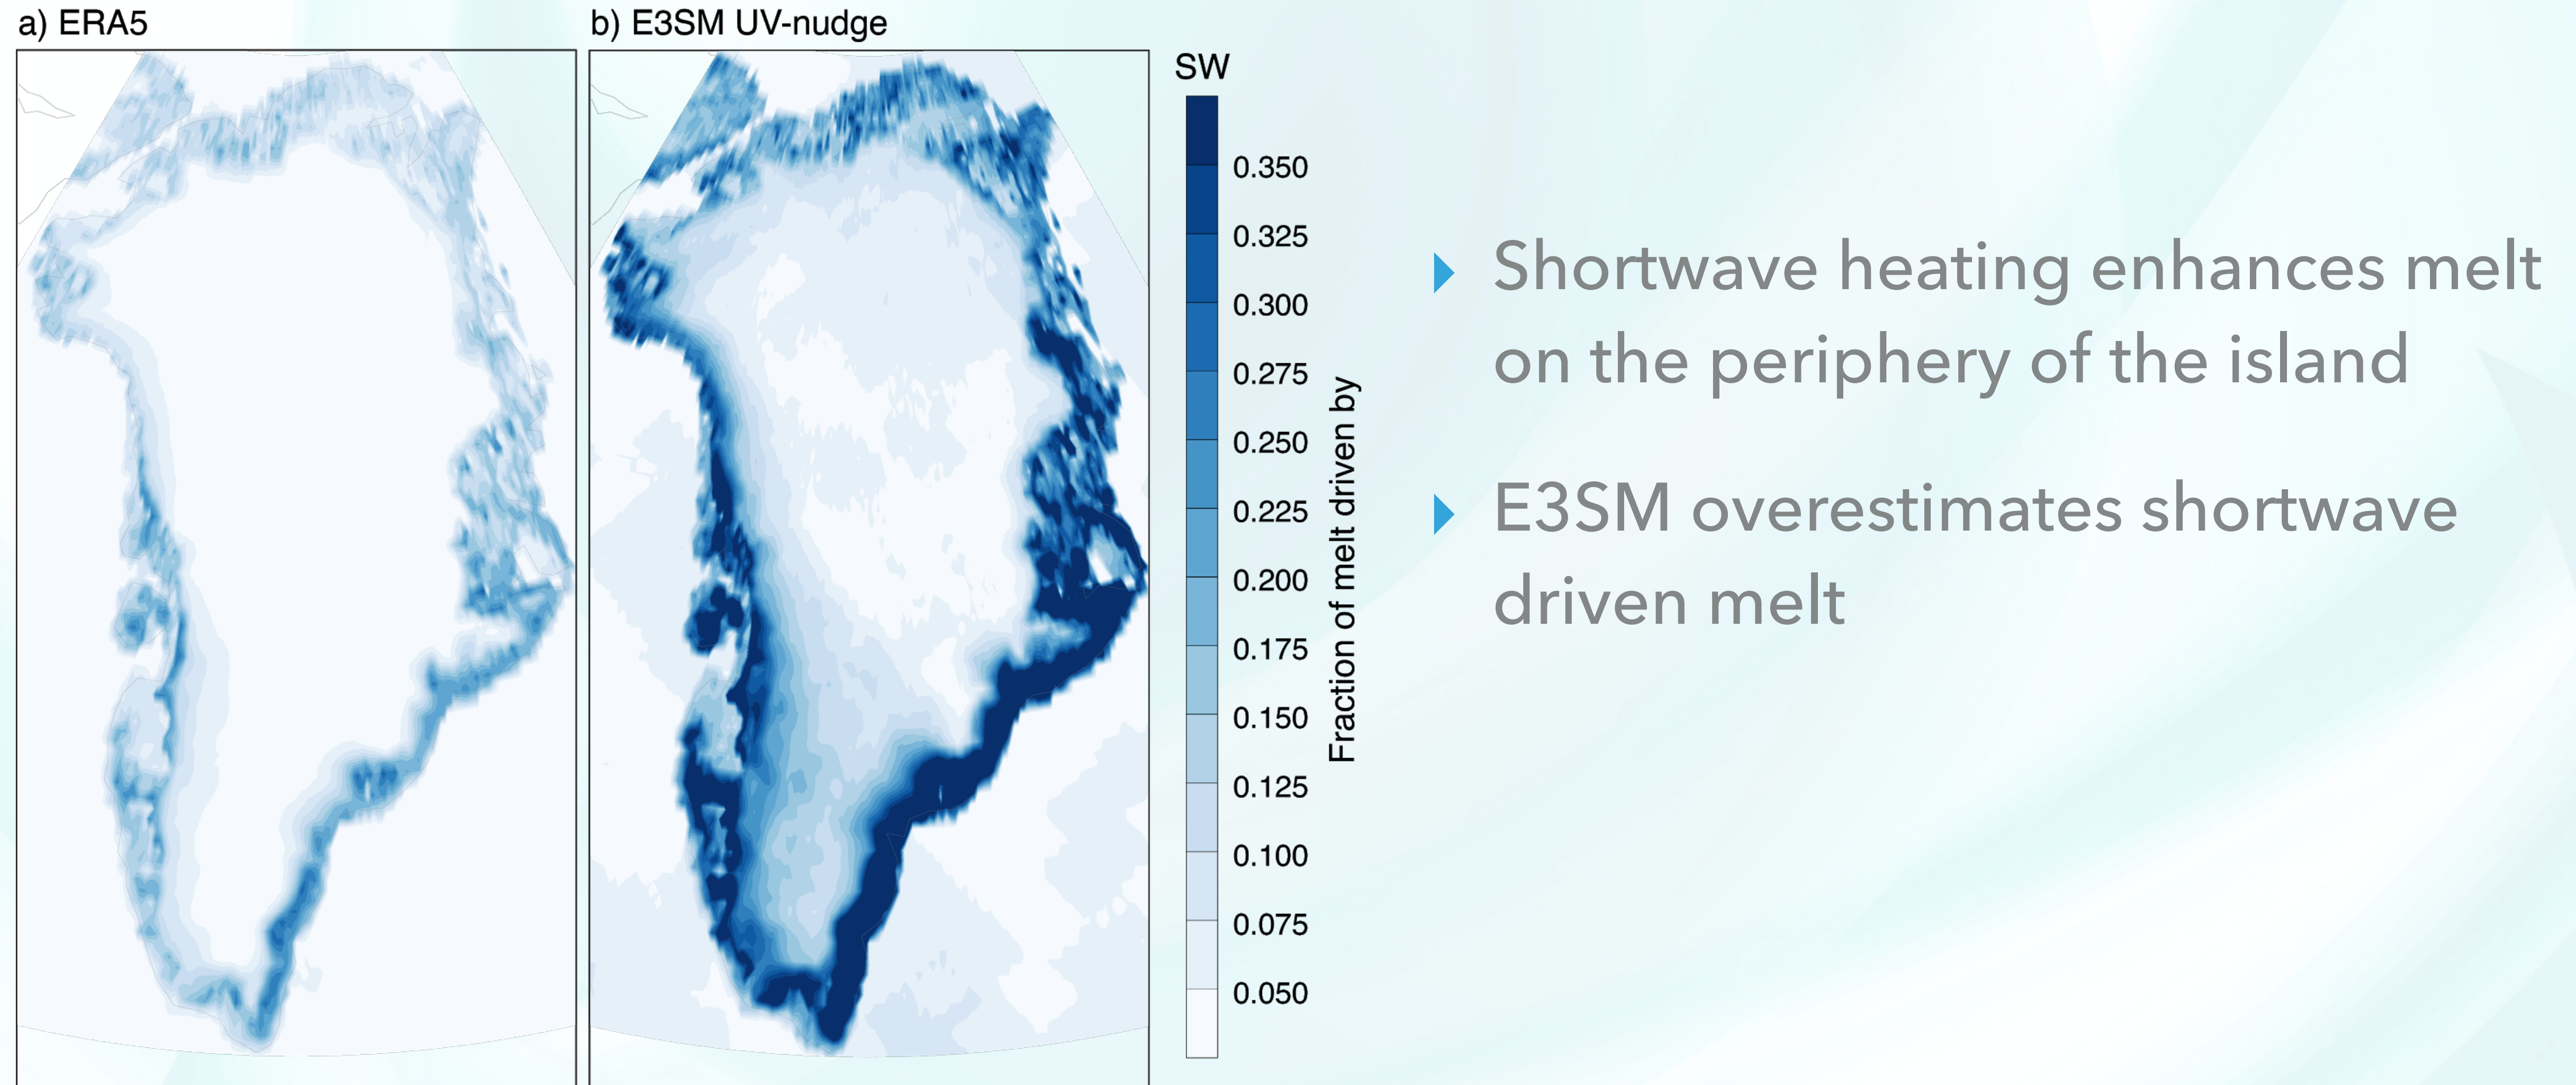 a) ERA5
b) E3SM UV-nudge
SW
0.350
0.325
0.300
0.275
0.250
0.225
0.200
0.175
0.150
0.125
0.100
0.075
0.050
Fraction of melt driven by
Shortwave heating enhances melt
on the periphery of the island
E3SM overestimates shortwave
driven melt